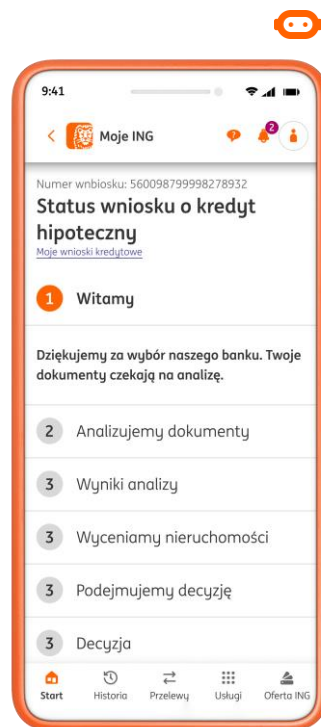 9:41
Moje ING
2
Numer wnbiosku: 560098799998278932
Status wniosku o kredyt
hipoteczny
Moje wnioski kredytowe
1 Witamy
Dziękujemy za wybór naszego banku. Twoje
dokumenty czekają na analizę.
2 Analizujemy dokumenty
3 Wyniki analizy
3 Wyceniamy nieruchomości
3 Podejmujemy decyzję
3 Decyzja
Start Historia Przelewy Usługi Oferta ING